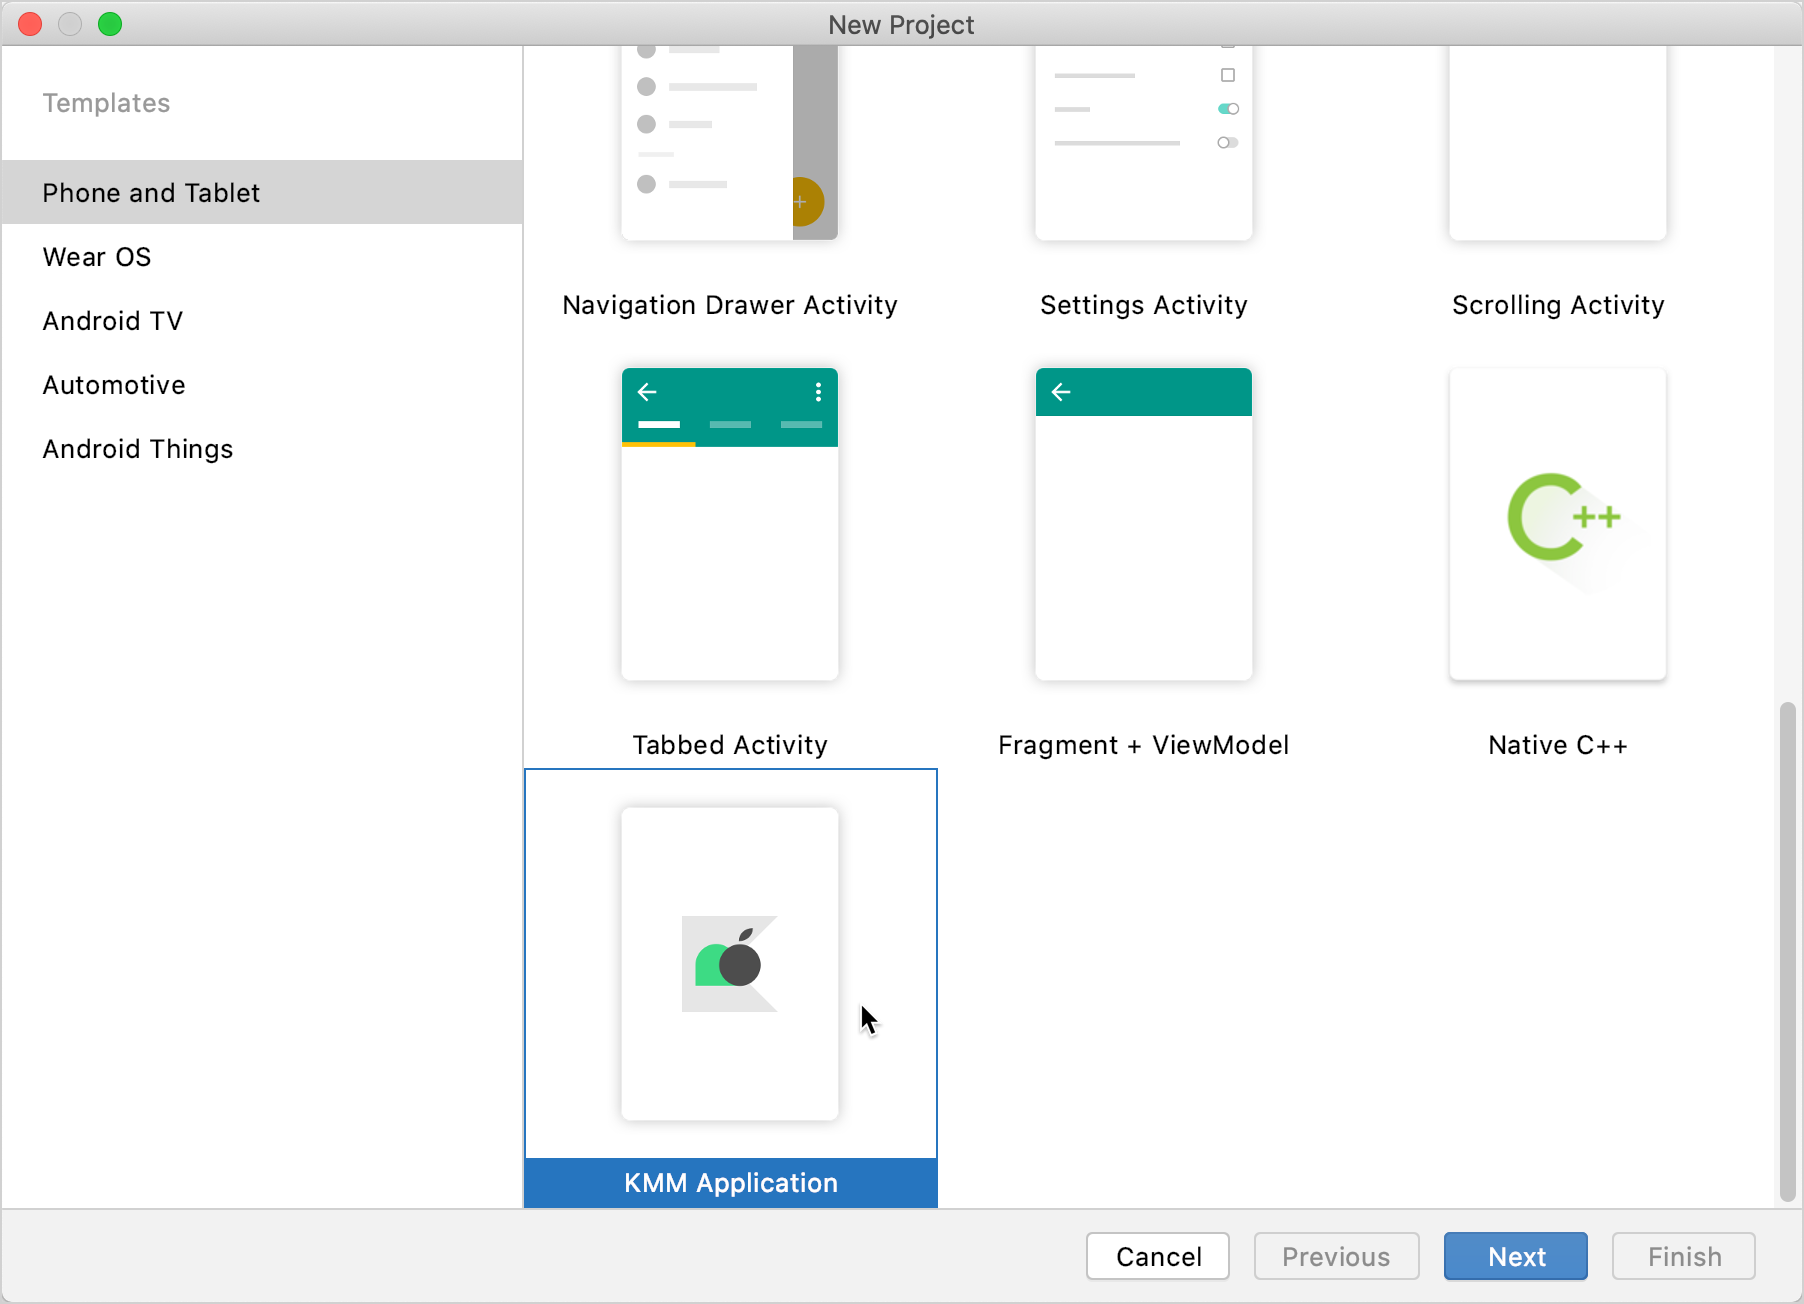 New Project
Templates
Phone and Tablet
Wear OS
Android TV
Automotive
Android Things
Navigation Drawer Activity
Settings Activity
Scrolling Activity
C++
Tabbed Activity
Fragment + ViewModel
Native C++
KMM Application
Cancel
Previous
Next
Finish